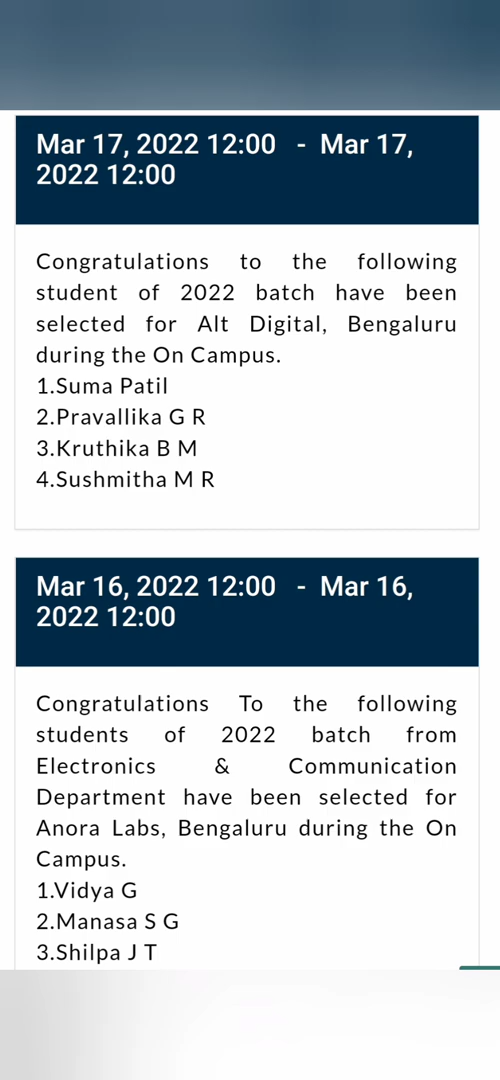 Mar 17, 2022 12:00 - Mar 17,
2022 12:00
Congratulations to the following
student of 2022 batch have been
selected for Alt Digital, Bengaluru
during the On Campus.
1.Suma Patil
2.Pravallika G R
3.Kruthika B M
4.Sushmitha M R
Mar 16, 2022 12:00 - Mar 16,
2022 12:00
Congratulations To the following
students of 2022 batch from
Electronics & Communication
Department have been selected for
Anora Labs, Bengaluru during the On
Campus.
1.Vidya G
2.Manasa S G
3.Shilpa J T